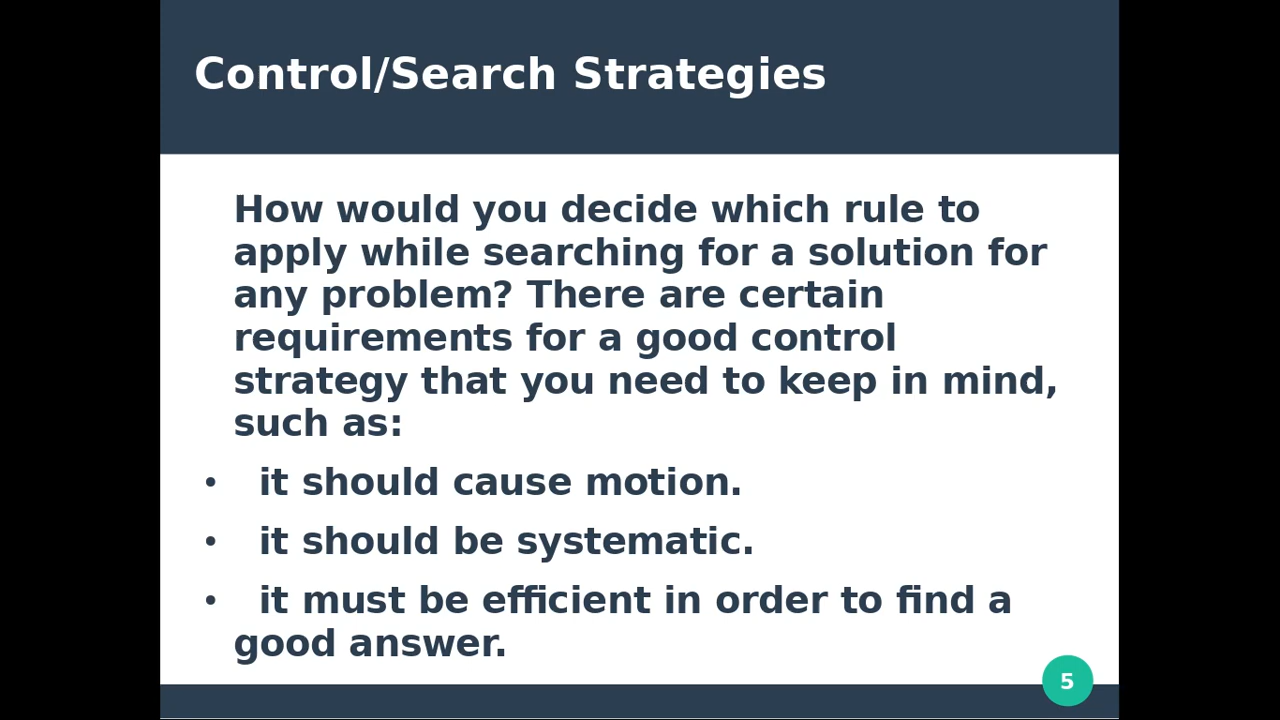 Control/Search Strategies
How would you decide which rule to
apply while searching for a solution for
any problem? There are certain
requirements for a good control
strategy that you need to keep in mind,
such as:
• it should cause motion.
• it should be systematic.
• it must be efficient in order to find a
good answer.
5